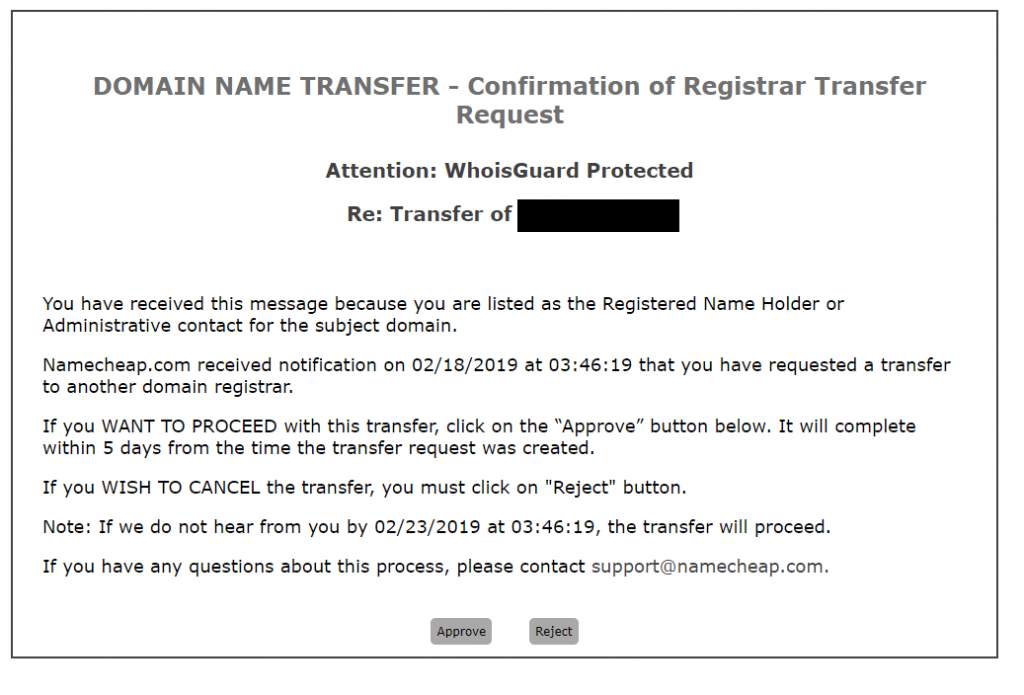 DOMAIN NAME TRANSFER - Confirmation of Registrar Transfer
Request
Attention: WhoisGuard Protected
Re: Transfer of
You have received this message because you are listed as the Registered Name Holder or
Administrative contact for the subject domain.
Namecheap.com received notification on 02/18/2019 at 03:46:19 that you have requested a transfer
to another domain registrar.
If you WANT TO PROCEED with this transfer, click on the “Approve” button below. It will complete
within 5 days from the time the transfer request was created.
If you WISH TO CANCEL the transfer, you must click on "Reject" button.
Note: If we do not hear from you by 02/23/2019 at 03:46:19, the transfer will proceed.
If you have any questions about this process, please contact support@namecheap.com.
Approve Reject